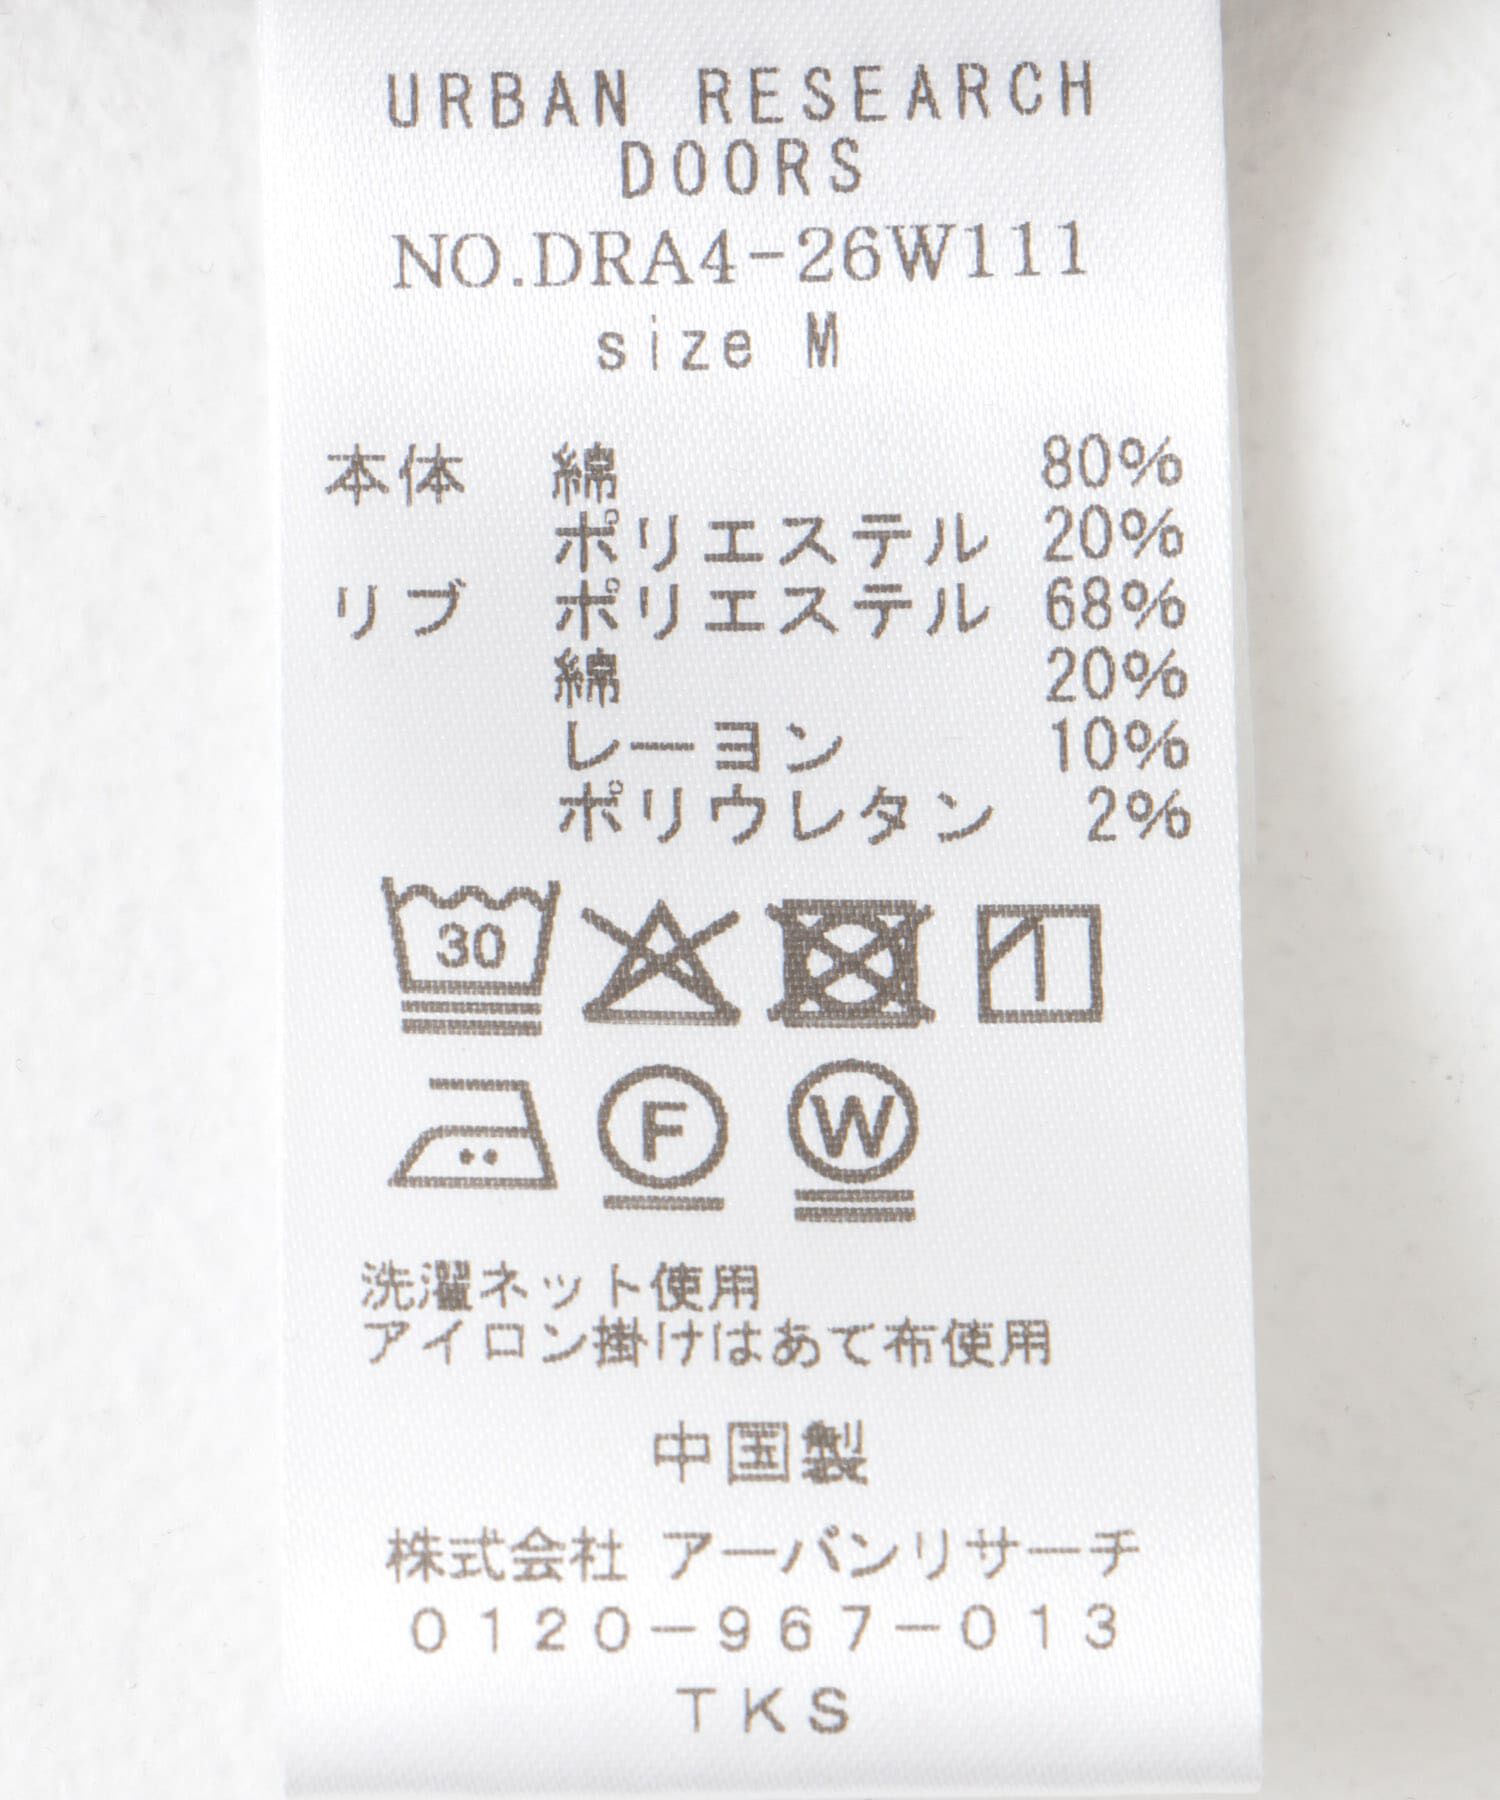 URBAN RESEARCH
DOORS
NO.DRA4-26W111
size M
本体 綿 80%
ポリエステル 20%
リブ ポリエステル 68%
綿 20%
レーヨン 10%
ポリウレタン 2%
30
F W
洗濯ネット使用
アイロン掛けはあて布使用
中国製
株式会社 アーバンリサーチ
0120-967-013
TKS